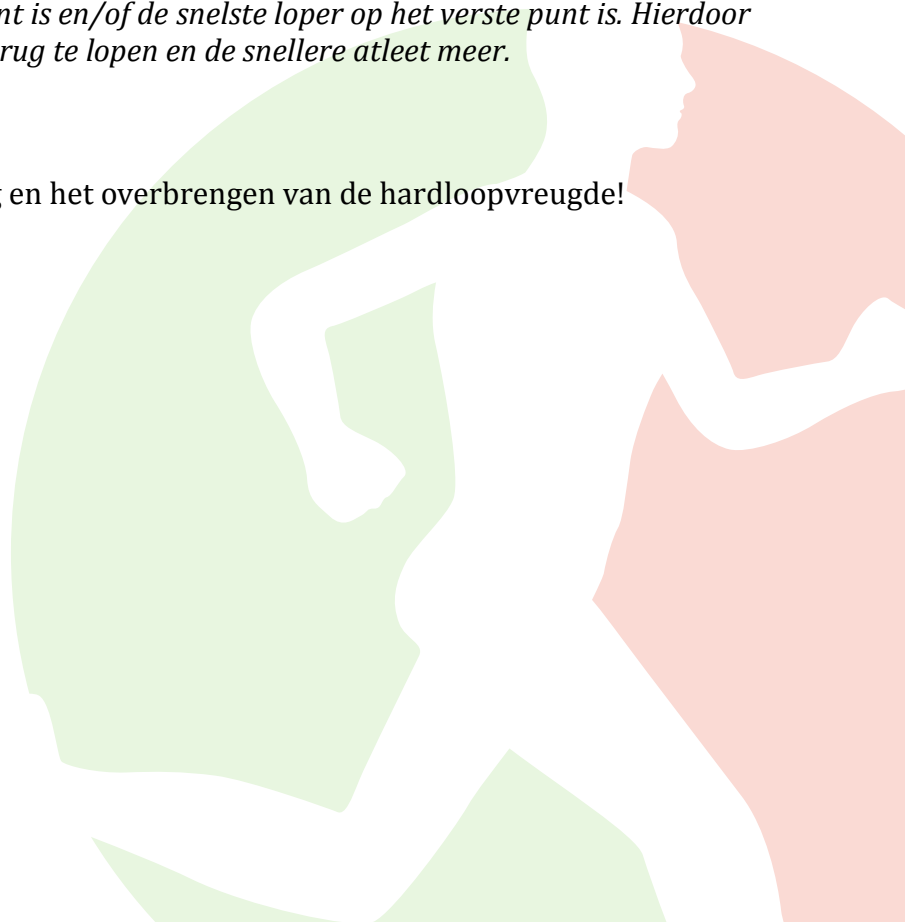 nt is en/of de snelste loper op het verste punt is. Hierdoor
rug te lopen en de snellere atleet meer.
en het overbrengen van de hardloopvreugde!